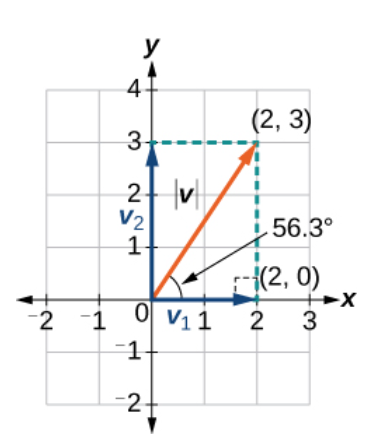 y
4
(2, 3)
3
2
|v|
v₂
56.3°
1
(2, 0)
−2 −1 0 v₁ 1 2 3 x
−1
−2